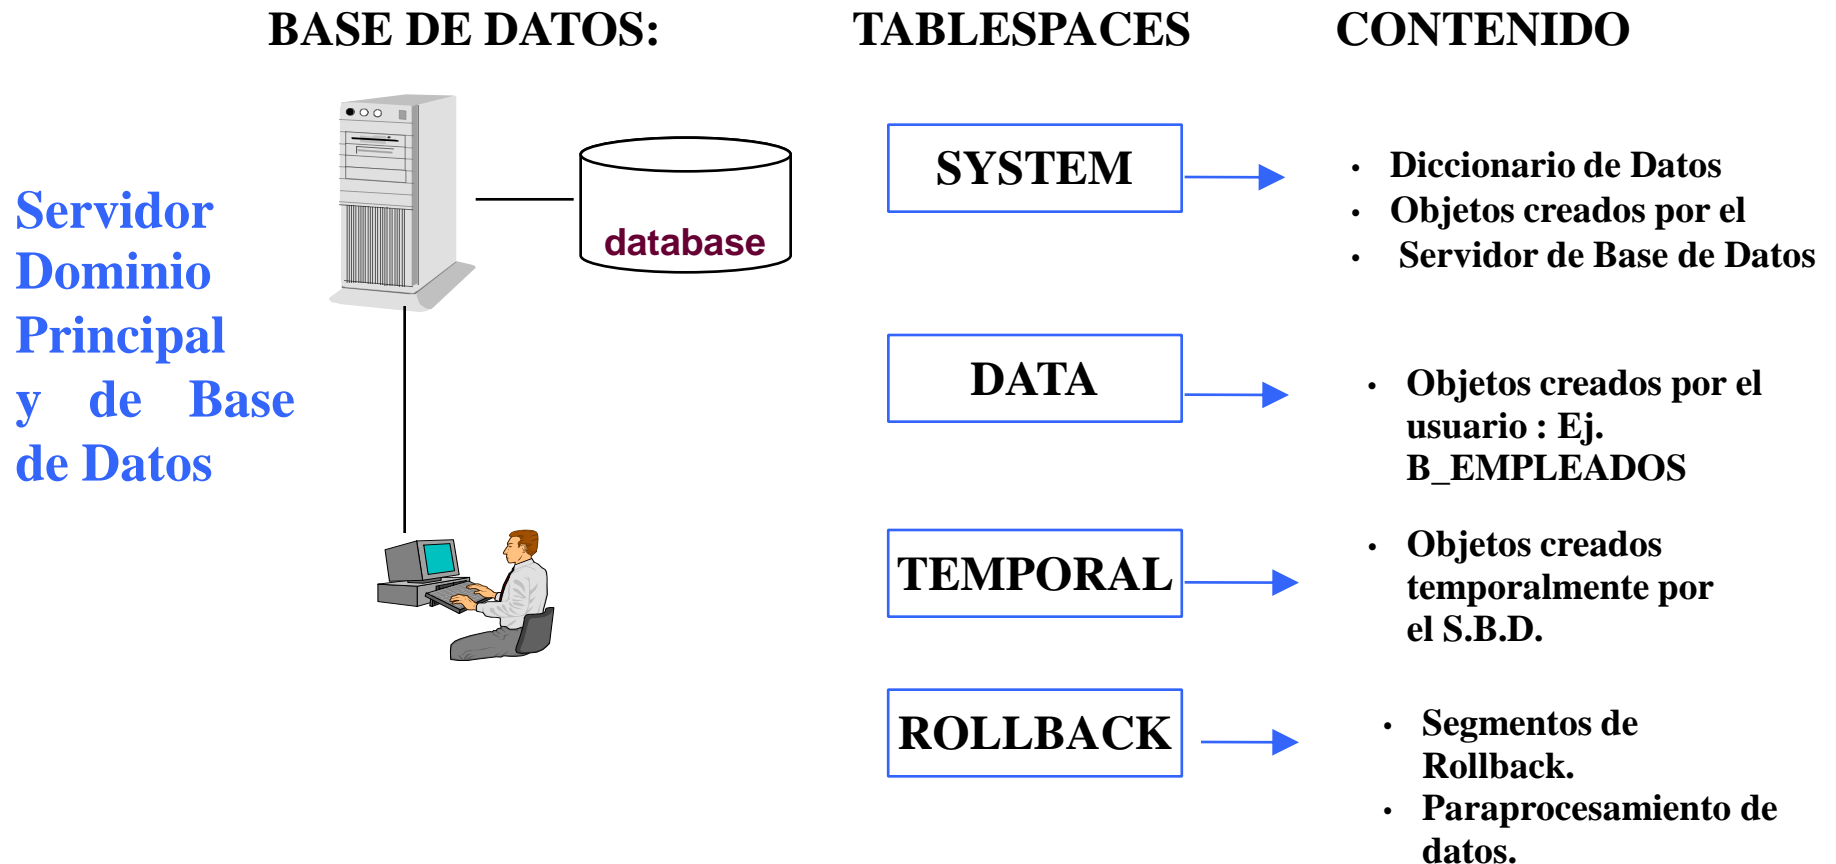 BASE DE DATOS:
TABLESPACES
CONTENIDO
Servidor
Dominio
Principal
y de Base
de Datos
database
SYSTEM
• Diccionario de Datos
• Objetos creados por el
• Servidor de Base de Datos
DATA
• Objetos creados por el
usuario : Ej.
B_EMPLEADOS
TEMPORAL
• Objetos creados
temporalmente por
el S.B.D.
ROLLBACK
• Segmentos de
Rollback.
• Paraprocesamiento de
datos.